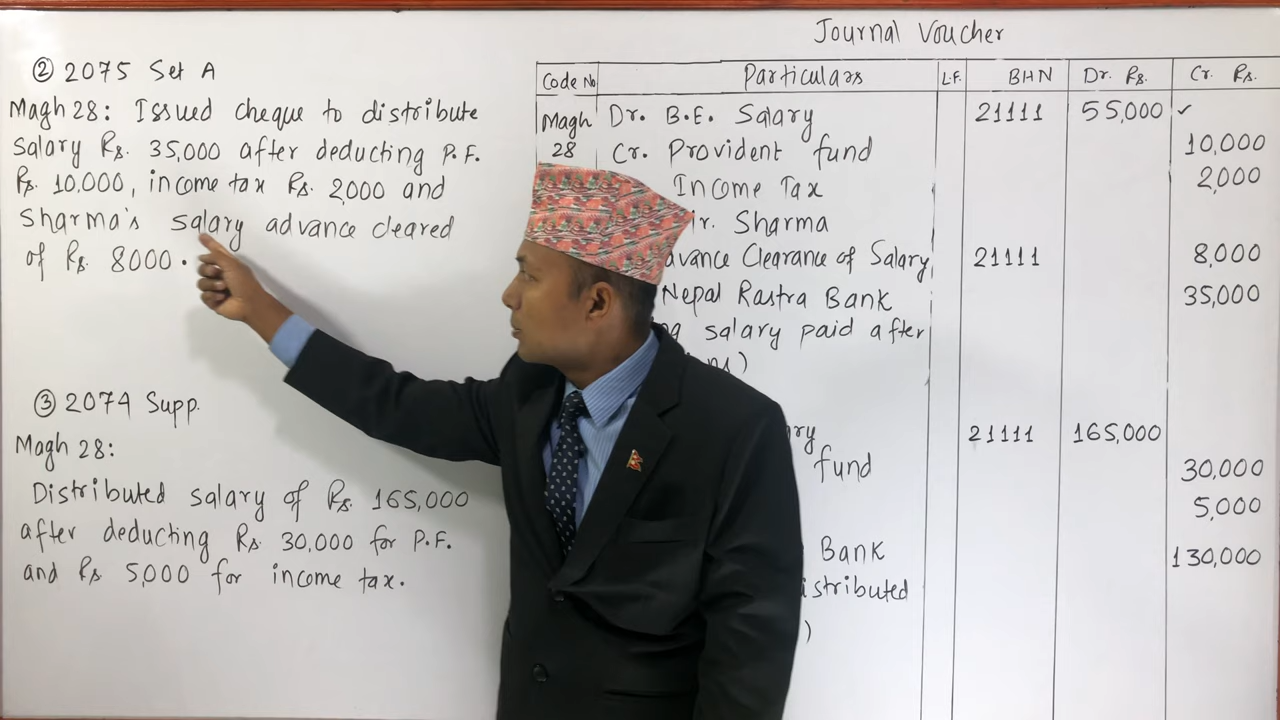 ② 2075 Set A
Magh 28: Issued cheque to distribute
salary Rs. 35,000 after deducting P.F.
Rs. 10,000, income tax Rs. 2,000 and
Sharma's salary advance cleared
of Rs. 8000.
③ 2074 Supp.
Magh 28:
Distributed salary of Rs. 165,000
after deducting Rs. 30,000 for P.F.
and Rs 5,000 for income tax.
Journal Voucher
Code No Particulars L.F. BHN Dr. Rs. Cr. Rs.
Magh 28 Dr. B.E. Salary 21111 55,000 ✓
Cr. Provident fund 10,000
Income Tax 2,000
Sharma
Clearance of Salary 21111 8,000
Nepal Rastra Bank 35,000
salary paid after
21111 165,000
fund 30,000
5,000
Bank 130,000